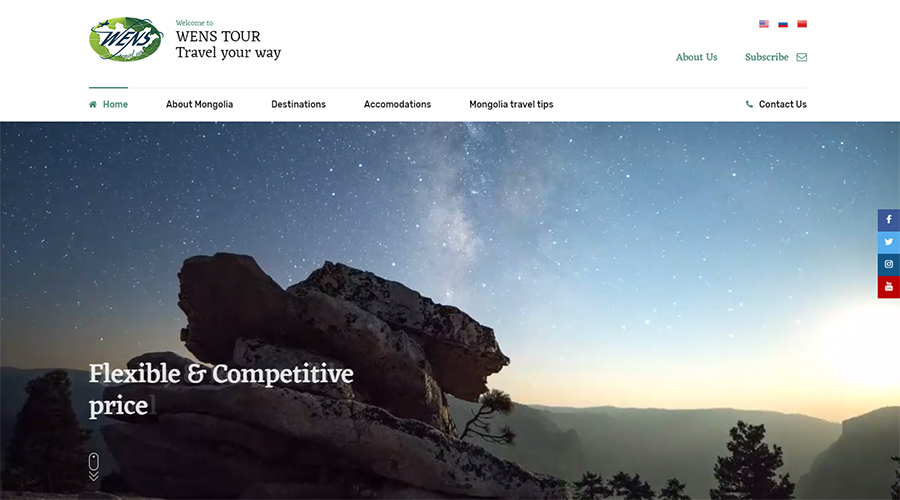 WENS
Welcome to
WENS TOUR
Travel your way
About Us
Subscribe
Home
About Mongolia
Destinations
Accomodations
Mongolia travel tips
Contact Us
Flexible & Competitive
price